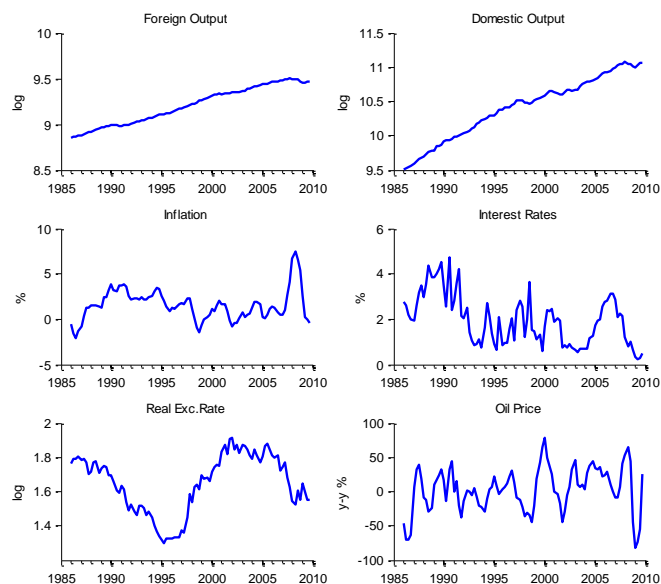 Foreign Output
Domestic Output
10
9.5
9
8.5
log
1985 1990 1995 2000 2005 2010
11.5
11
10.5
10
9.5
log
1985 1990 1995 2000 2005 2010
Inflation
Interest Rates
10
5
0
-5
%
1985 1990 1995 2000 2005 2010
6
4
2
0
%
1985 1990 1995 2000 2005 2010
Real Exc.Rate
Oil Price
2
1.8
1.6
1.4
log
1985 1990 1995 2000 2005 2010
100
50
0
-50
-100
y-y %
1985 1990 1995 2000 2005 2010